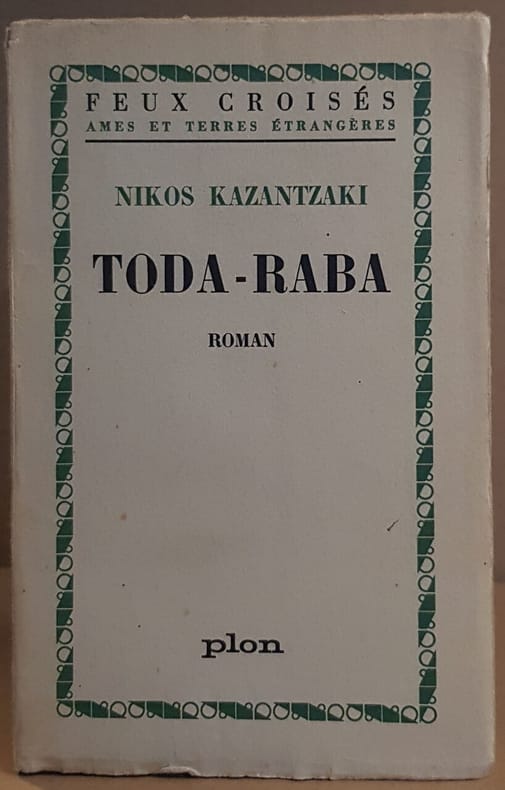 FEUX CROISÉS
AMES ET TERRES ÉTRANGÈRES
NIKOS KAZANTZAKI
TODA-RABA
ROMAN
plon